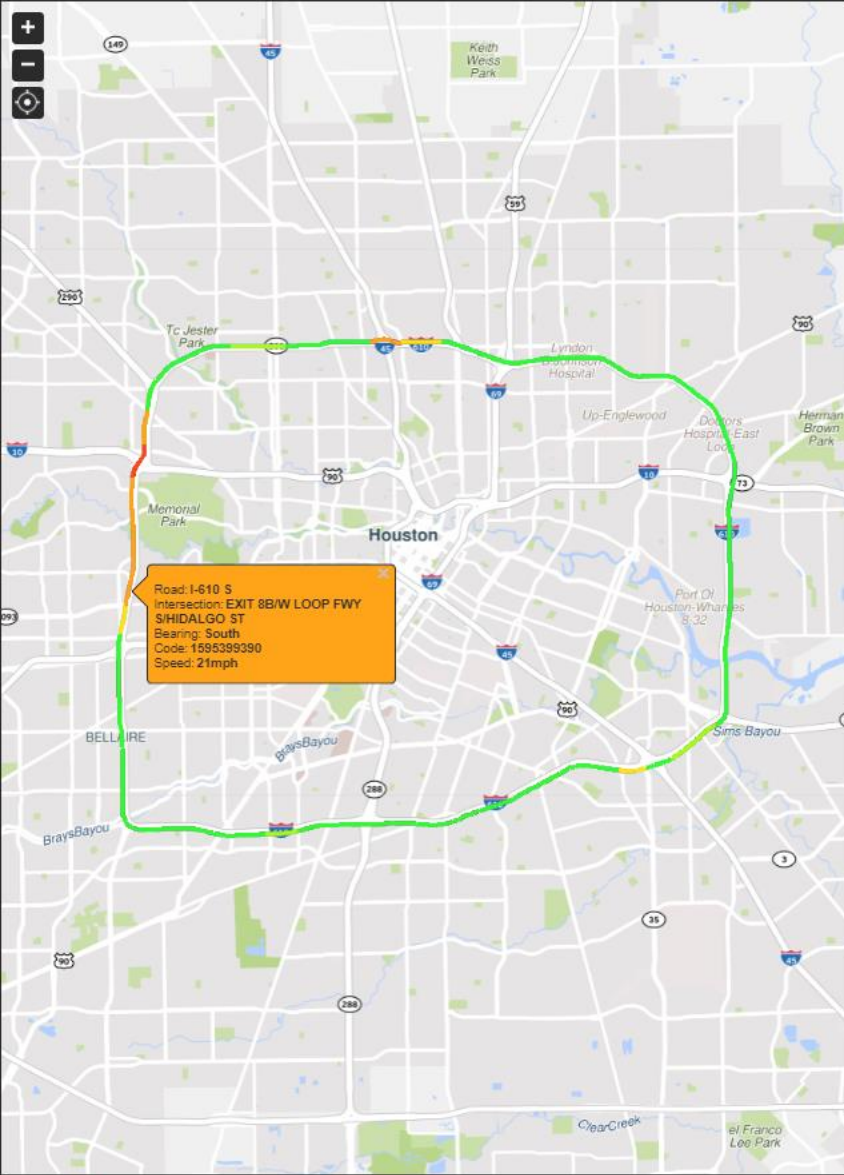 +
149
45
Keith
Weiss
Park
−
59
290
90
Tc Jester
Park
45
610
Lyndon
B Johnson
Hospital
69
Up-Englewood
Doctors
Hospital-East
Loop
Herman
Brown
Park
10
90
10
73
Memorial
Park
Houston
610
69
Port Of
Houston-Wharves
8-32
093
Road: I-610 S
Intersection: EXIT 8B/W LOOP FWY
S/HIDALGO ST
Bearing: South
Code: 1595399390
Speed: 21mph
45
90
BELLAIRE
BraysBayou
Sims Bayou
288
610
BraysBayou
610
3
35
90
45
288
ClearCreek
el Franco
Lee Park